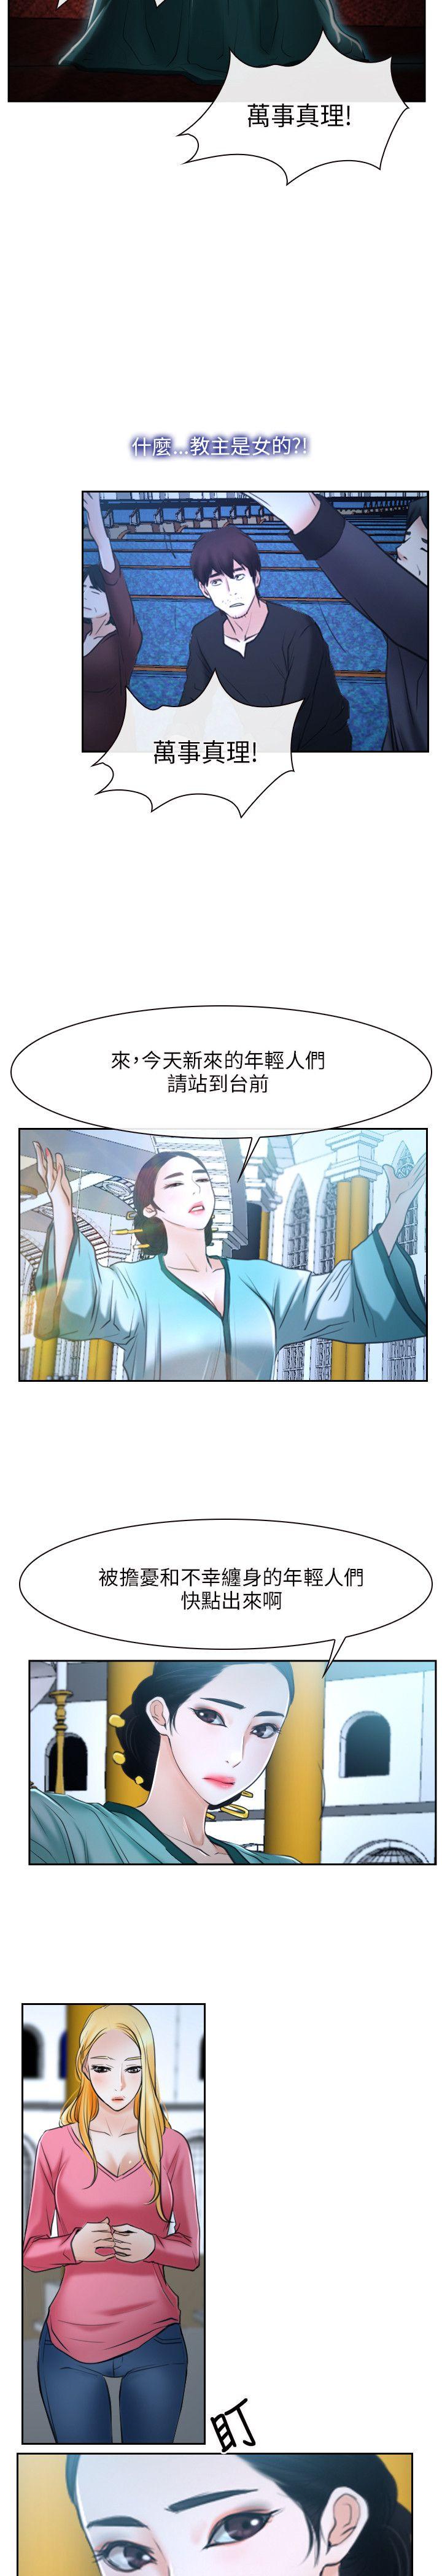 萬事真理!
什麼...教主是女的?!
萬事真理!
來,今天新來的年輕人們
請站到台前
被擔憂和不幸纏身的年輕人們
快點出來啊
盯